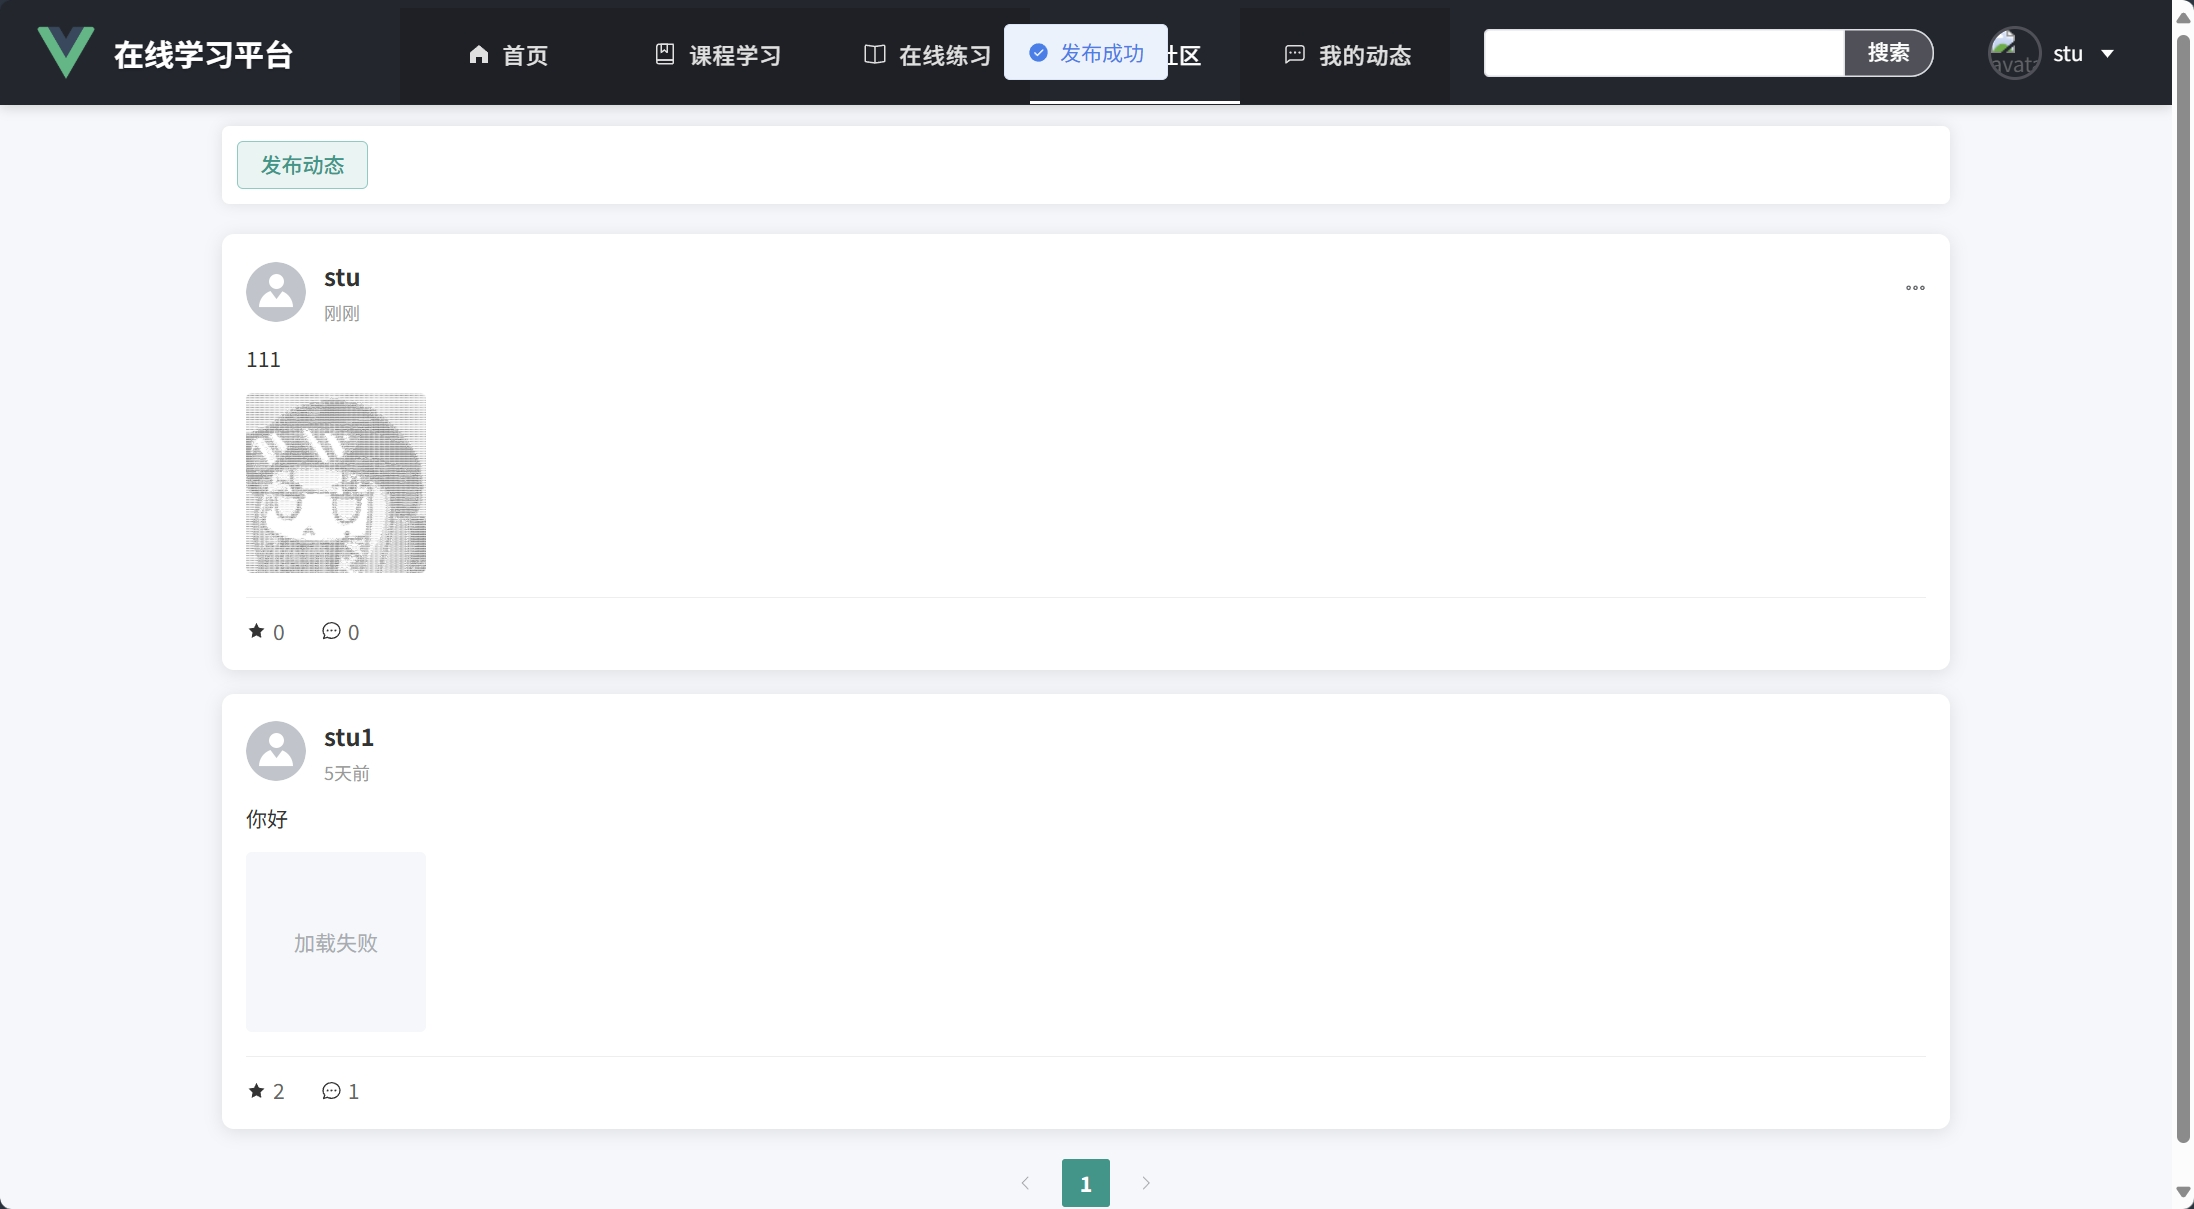 在线学习平台
首页
课程学习
在线练习
发布成功
区
我的动态
搜索
stu
发布动态
stu
刚刚
111
0
0
stu1
5天前
你好
加载失败
2
1
1